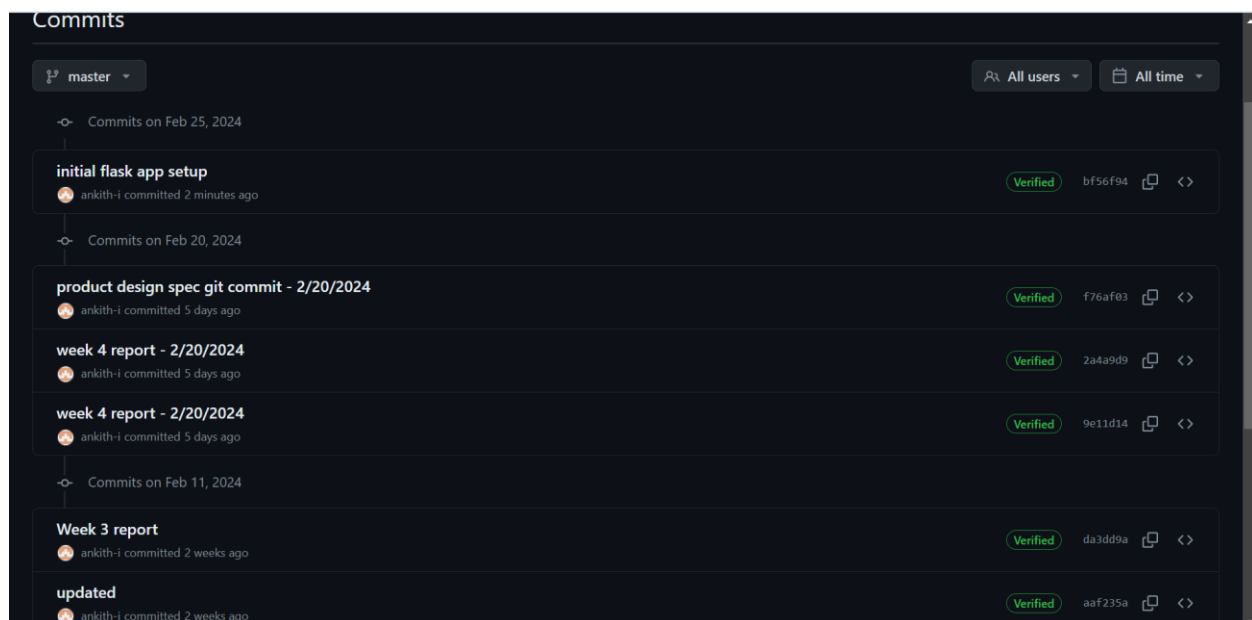 Commits
master All users All time
Commits on Feb 25, 2024
initial flask app setup
Verified bf56f94
ankith-i committed 2 minutes ago
Commits on Feb 20, 2024
product design spec git commit - 2/20/2024
Verified f76af03
ankith-i committed 5 days ago
week 4 report - 2/20/2024
Verified 2a4a9d9
ankith-i committed 5 days ago
week 4 report - 2/20/2024
Verified 9e11d14
ankith-i committed 5 days ago
Commits on Feb 11, 2024
Week 3 report
Verified da3dd9a
ankith-i committed 2 weeks ago
updated
Verified aaf235a
ankith-i committed 2 weeks ago